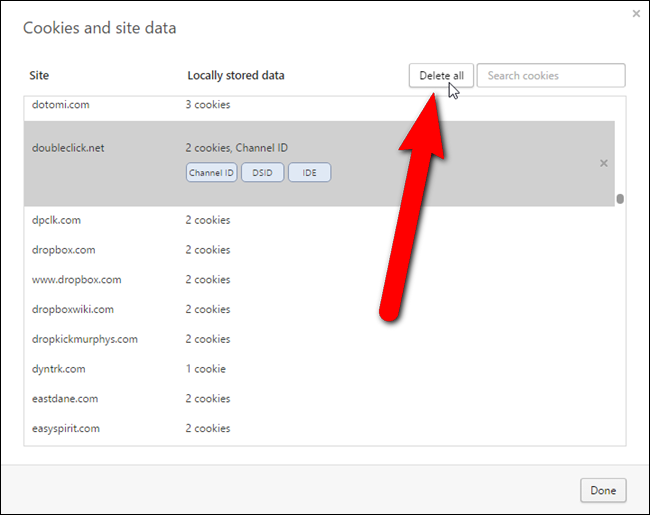 Cookies and site data
Site Locally stored data Delete all Search cookies
dotomi.com 3 cookies
doubleclick.net 2 cookies, Channel ID
Channel ID DSID IDE
dpclk.com 2 cookies
dropbox.com 2 cookies
www.dropbox.com 2 cookies
dropboxwiki.com 2 cookies
dropkickmurphys.com 2 cookies
dyntrk.com 1 cookie
eastdane.com 2 cookies
easyspirit.com 2 cookies
Done